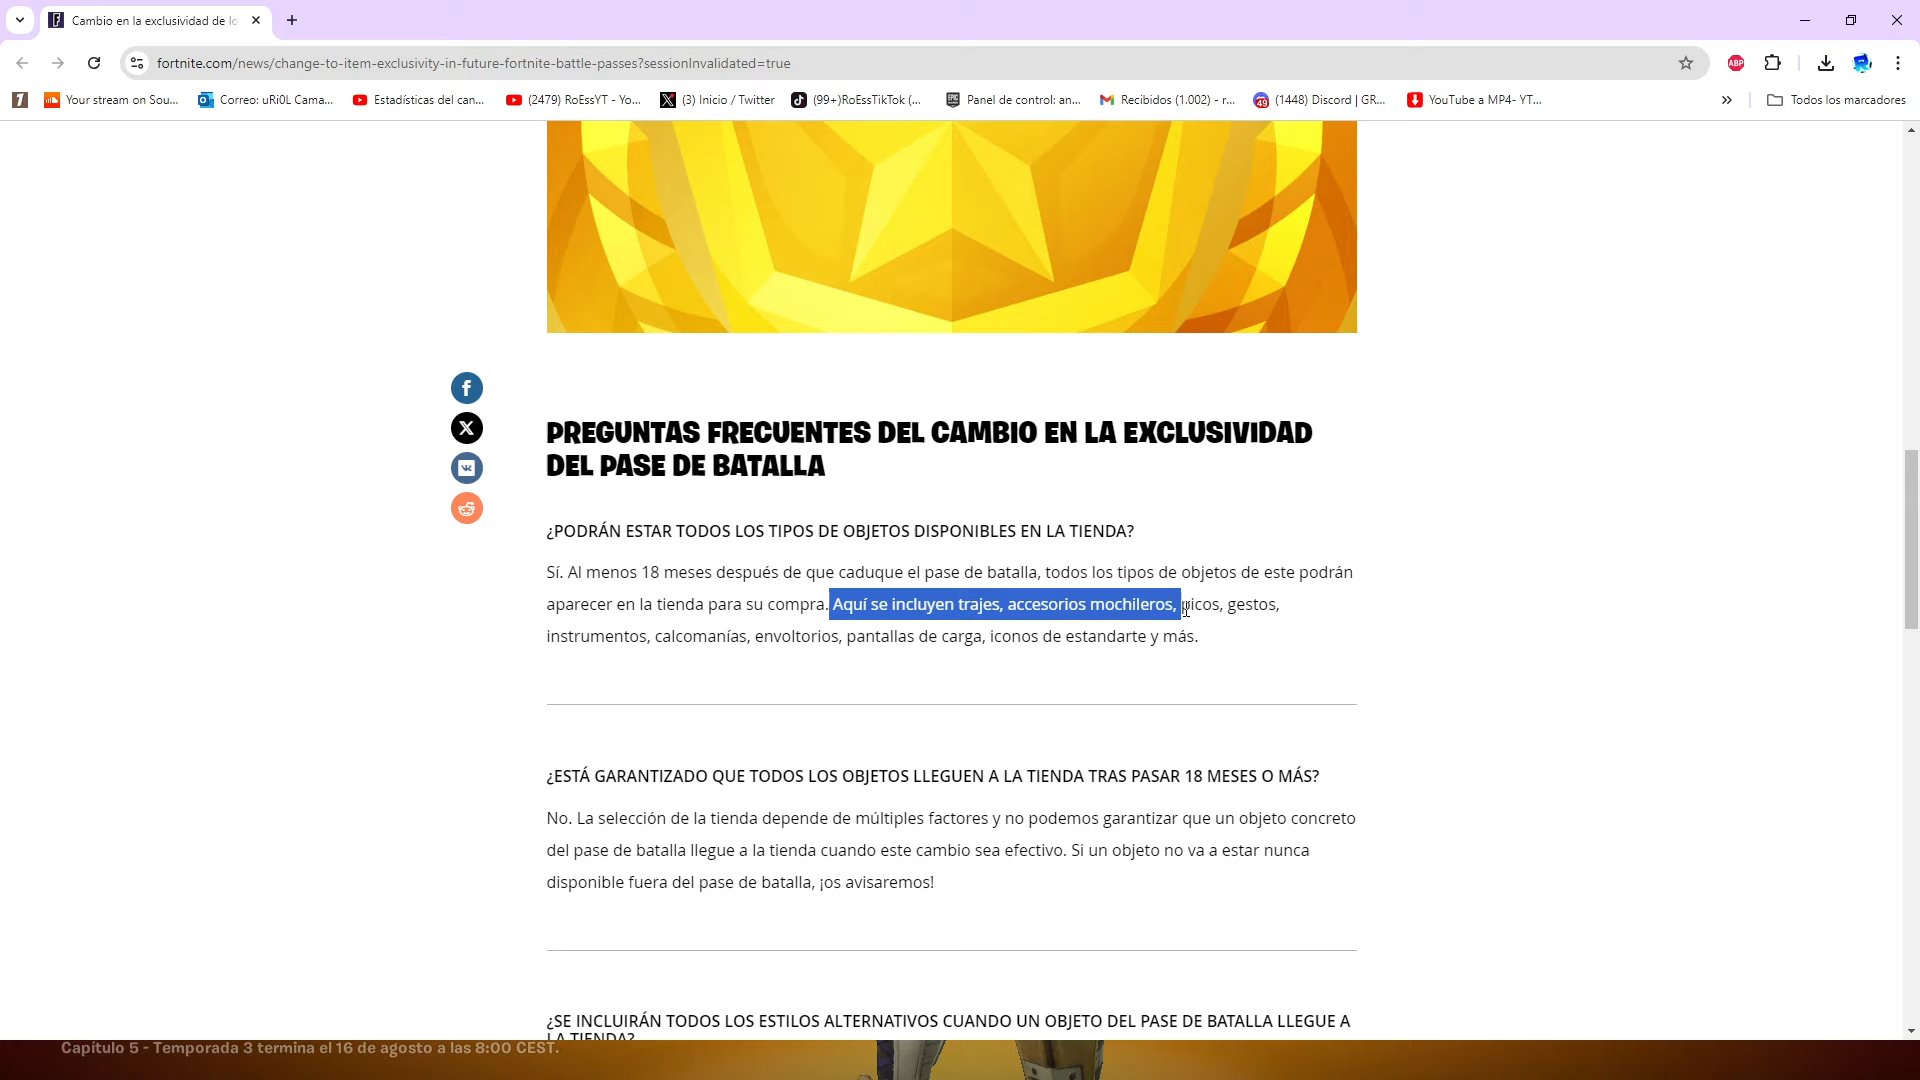 Cambio en la exclusividad de lo
fortnite.com/news/change-to-item-exclusivity-in-future-fortnite-battle-passes?sessionInvalidated=true
ABP
Your stream on Sou...
Correo: uRi0L Cama...
Estadísticas del can...
(2479) RoEssYT - Yo...
(3) Inicio / Twitter
(99+)RoEssTikTok (...
Panel de control: an...
Recibidos (1.002) - r...
(1448) Discord | GR...
YouTube a MP4- YT...
Todos los marcadores
PREGUNTAS FRECUENTES DEL CAMBIO EN LA EXCLUSIVIDAD
DEL PASE DE BATALLA
¿PODRÁN ESTAR TODOS LOS TIPOS DE OBJETOS DISPONIBLES EN LA TIENDA?
Sí. Al menos 18 meses después de que caduque el pase de batalla, todos los tipos de objetos de este podrán
aparecer en la tienda para su compra. Aquí se incluyen trajes, accesorios mochileros, picos, gestos,
instrumentos, calcomanías, envoltorios, pantallas de carga, iconos de estandarte y más.
¿ESTÁ GARANTIZADO QUE TODOS LOS OBJETOS LLEGUEN A LA TIENDA TRAS PASAR 18 MESES O MÁS?
No. La selección de la tienda depende de múltiples factores y no podemos garantizar que un objeto concreto
del pase de batalla llegue a la tienda cuando este cambio sea efectivo. Si un objeto no va a estar nunca
disponible fuera del pase de batalla, ¡os avisaremos!
¿SE INCLUIRÁN TODOS LOS ESTILOS ALTERNATIVOS CUANDO UN OBJETO DEL PASE DE BATALLA LLEGUE A
LA TIENDA?
Capítulo 5 - Temporada 3 termina el 16 de agosto a las 8:00 CEST.